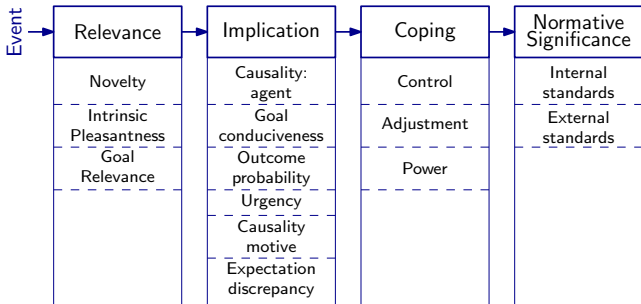 Event
Relevance
Novelty
Intrinsic
Pleasantness
Goal
Relevance
Implication
Causality:
agent
Goal
conduciveness
Outcome
probability
Urgency
Causality
motive
Expectation
discrepancy
Coping
Control
Adjustment
Power
Normative
Significance
Internal
standards
External
standards